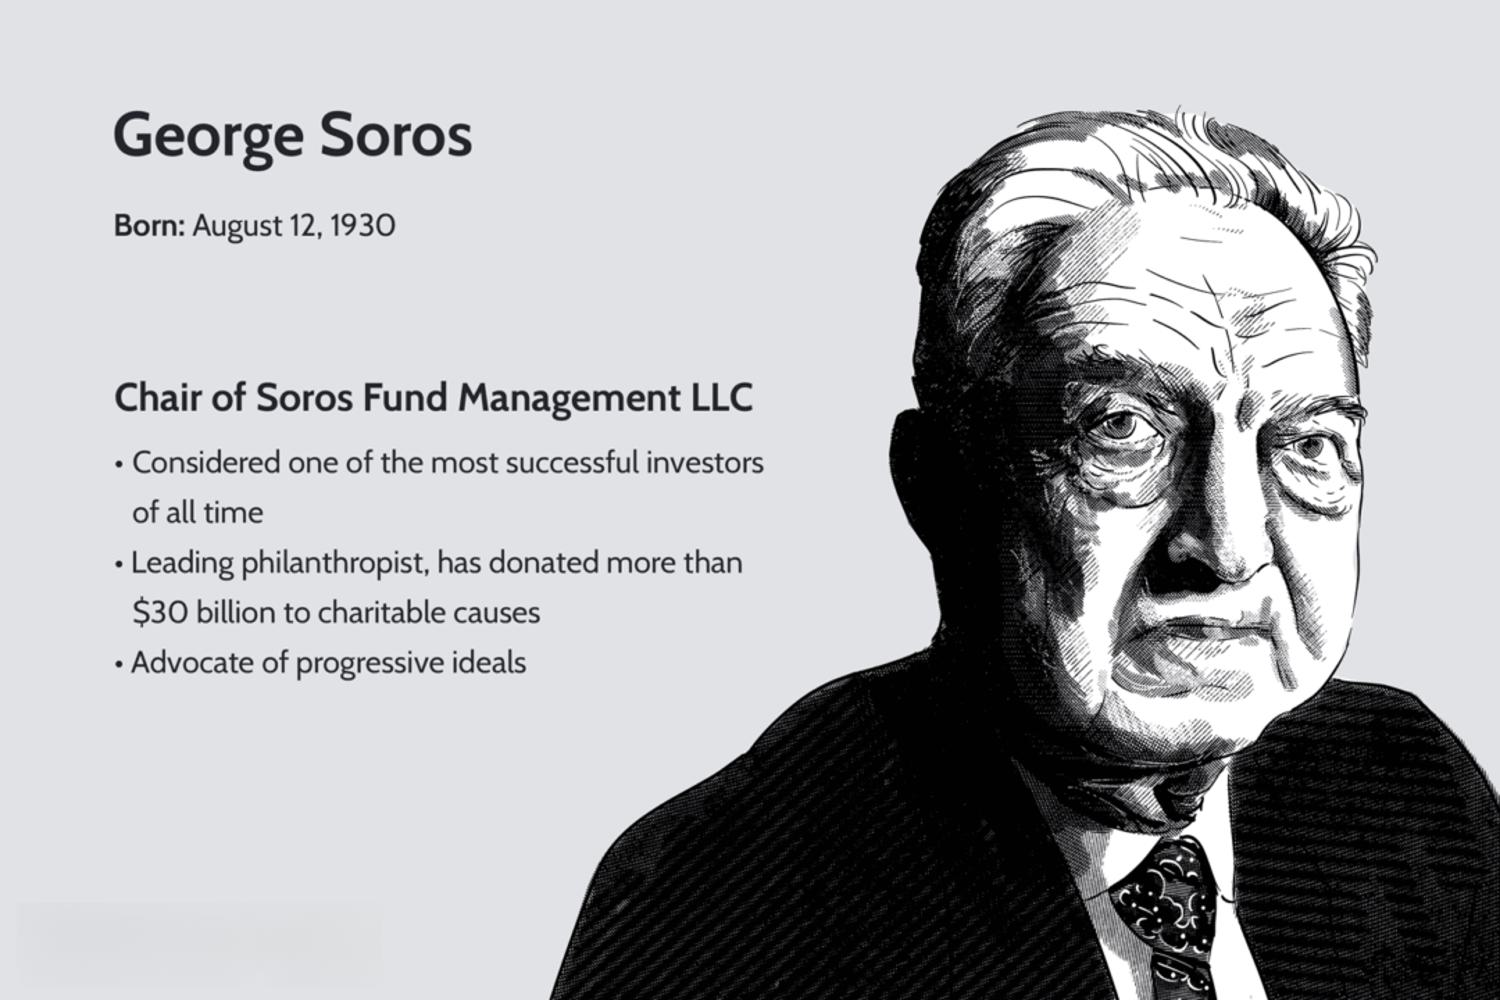 George Soros
Born: August 12, 1930
Chair of Soros Fund Management LLC
• Considered one of the most successful investors
of all time
• Leading philanthropist, has donated more than
$30 billion to charitable causes
• Advocate of progressive ideals